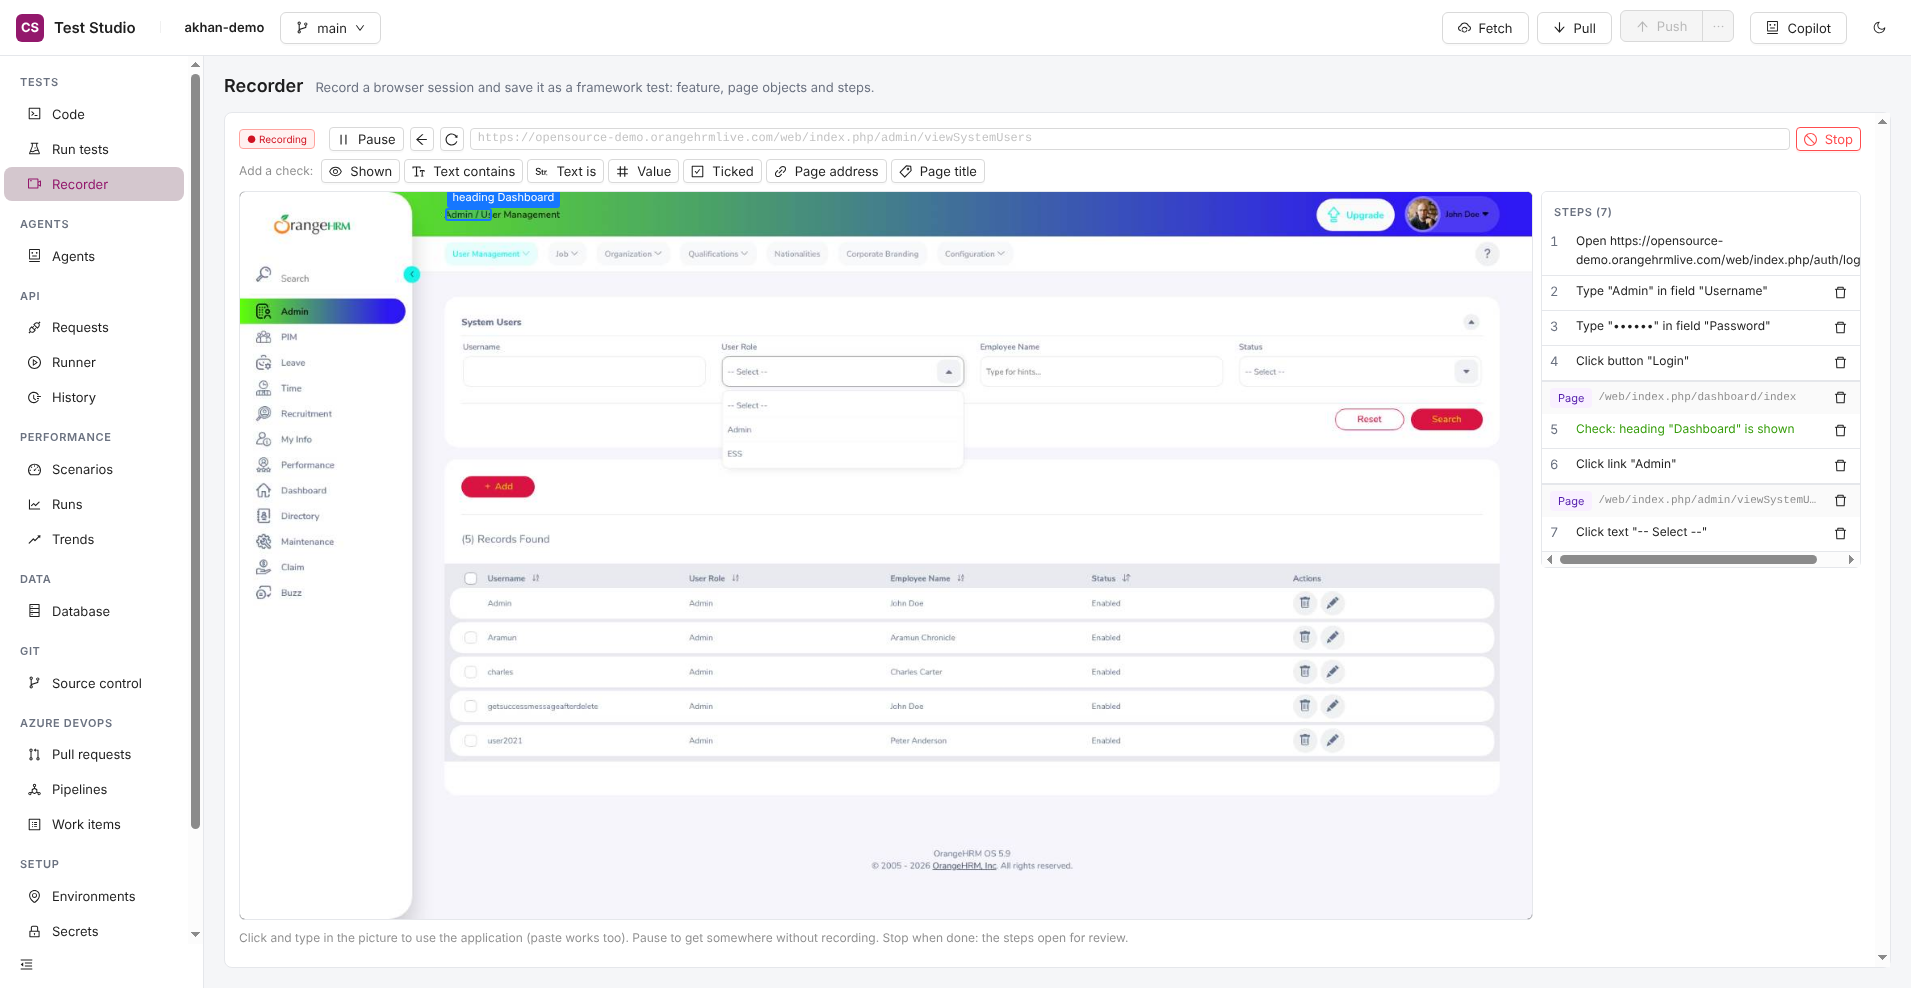 CS Test Studio akhan-demo main Fetch Pull Push ... Copilot
TESTS
Code
Run tests
Recorder
AGENTS
Agents
API
Requests
Runner
History
PERFORMANCE
Scenarios
Runs
Trends
DATA
Database
GIT
Source control
AZURE DEVOPS
Pull requests
Pipelines
Work items
SETUP
Environments
Secrets
Recorder Record a browser session and save it as a framework test: feature, page objects and steps.
Recording Pause https://opensource-demo.orangehrmlive.com/web/index.php/admin/viewSystemUsers Stop
Add a check: Shown Text contains Text is Value Ticked Page address Page title
heading Dashboard
OrangeHRM Admin / User Management Upgrade John Doe
User Management Job Organization Qualifications Nationalities Corporate Branding Configuration ?
Search
Admin
PIM
Leave
Time
Recruitment
My Info
Performance
Dashboard
Directory
Maintenance
Claim
Buzz
System Users
Username User Role Employee Name Status
-- Select -- Type for hints... -- Select --
-- Select --
Admin
ESS
Reset Search
+ Add
(5) Records Found
Username User Role Employee Name Status Actions
Admin Admin John Doe Enabled
Aramun Admin Aramun Chronicle Enabled
charles Admin Charles Carter Enabled
getsuccessmessageafterdelete Admin John Doe Enabled
user2021 Admin Peter Anderson Enabled
OrangeHRM OS 5.9
© 2005 - 2026 OrangeHRM, Inc. All rights reserved.
Click and type in the picture to use the application (paste works too). Pause to get somewhere without recording. Stop when done: the steps open for review.
STEPS (7)
1 Open https://opensource-
demo.orangehrmlive.com/web/index.php/auth/log
2 Type "Admin" in field "Username"
3 Type "••••••" in field "Password"
4 Click button "Login"
Page /web/index.php/dashboard/index
5 Check: heading "Dashboard" is shown
6 Click link "Admin"
Page /web/index.php/admin/viewSystemU…
7 Click text "-- Select --"